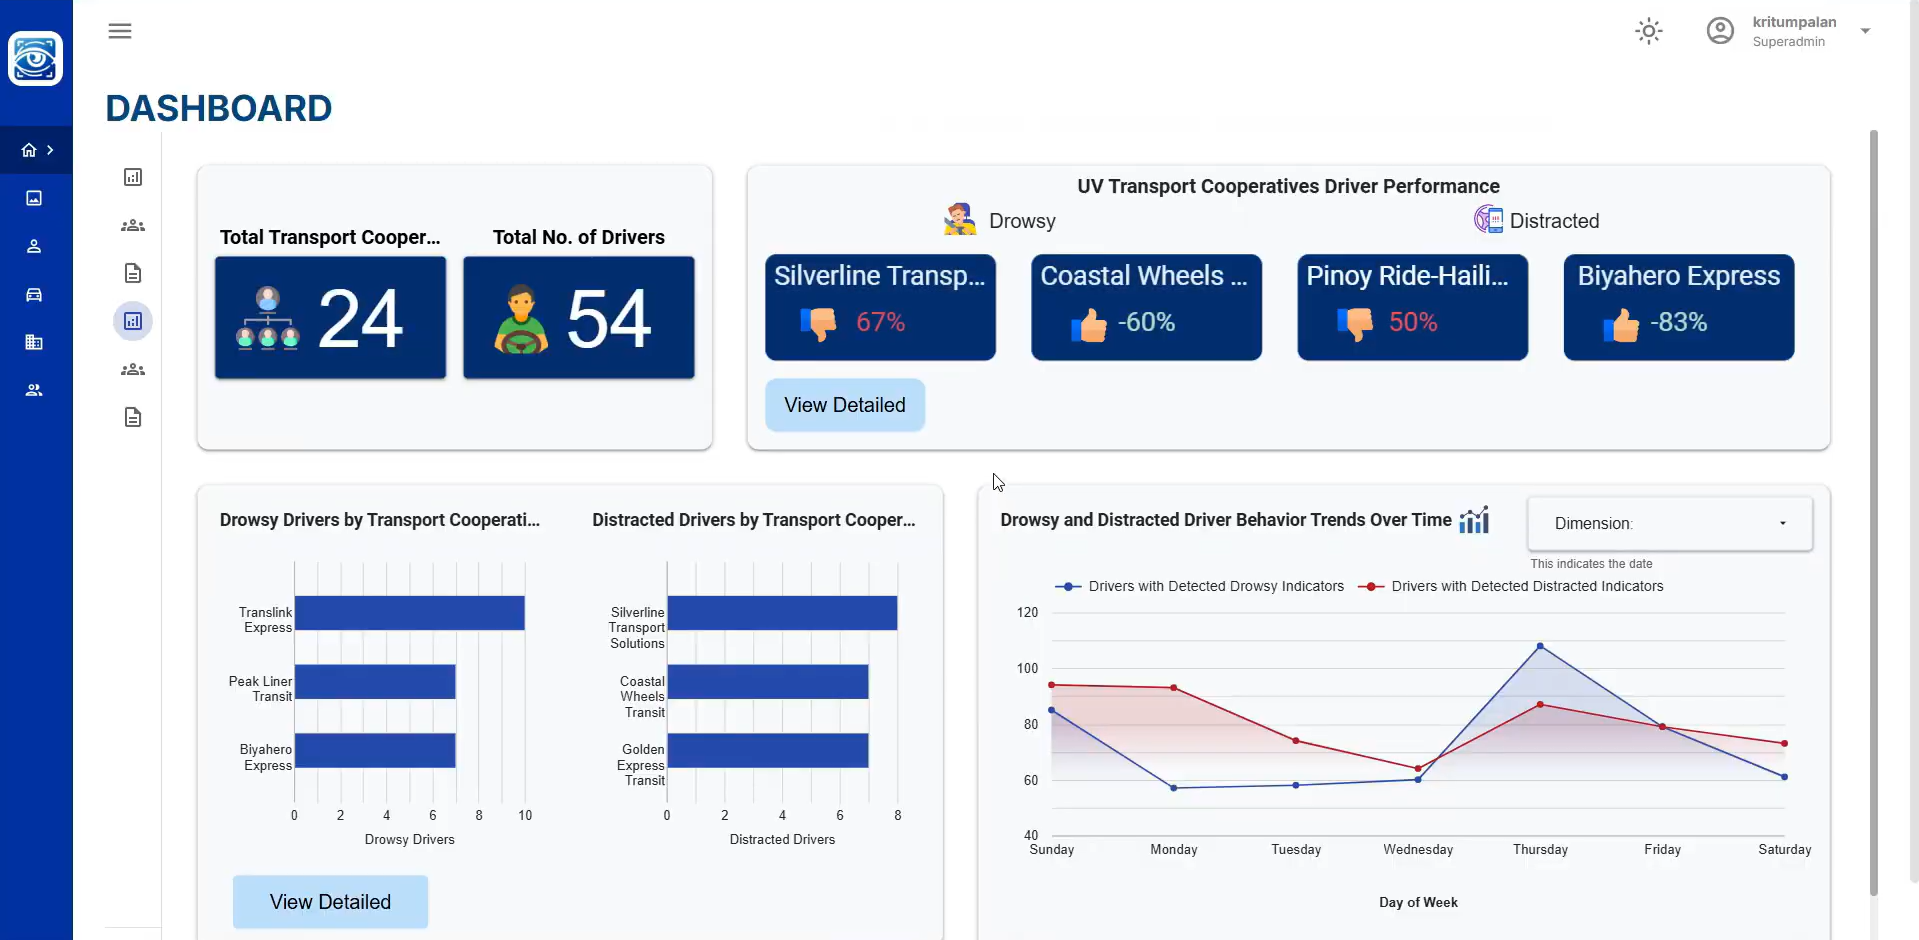 kritumpalan
Superadmin
DASHBOARD
Total Transport Cooper...
Total No. of Drivers
24
54
UV Transport Cooperatives Driver Performance
Drowsy
Distracted
Silverline Transp...
67%
Coastal Wheels ...
-60%
Pinoy Ride-Haili...
50%
Biyahero Express
-83%
View Detailed
Drowsy Drivers by Transport Cooperati...
Translink
Express
Peak Liner
Transit
Biyahero
Express
0 2 4 6 8 10
Drowsy Drivers
Distracted Drivers by Transport Cooper...
Silverline
Transport
Solutions
Coastal
Wheels
Transit
Golden
Express
Transit
0 2 4 6 8
Distracted Drivers
View Detailed
Drowsy and Distracted Driver Behavior Trends Over Time
Dimension:
This indicates the date
Drivers with Detected Drowsy Indicators
Drivers with Detected Distracted Indicators
120
100
80
60
40
Sunday Monday Tuesday Wednesday Thursday Friday Saturday
Day of Week